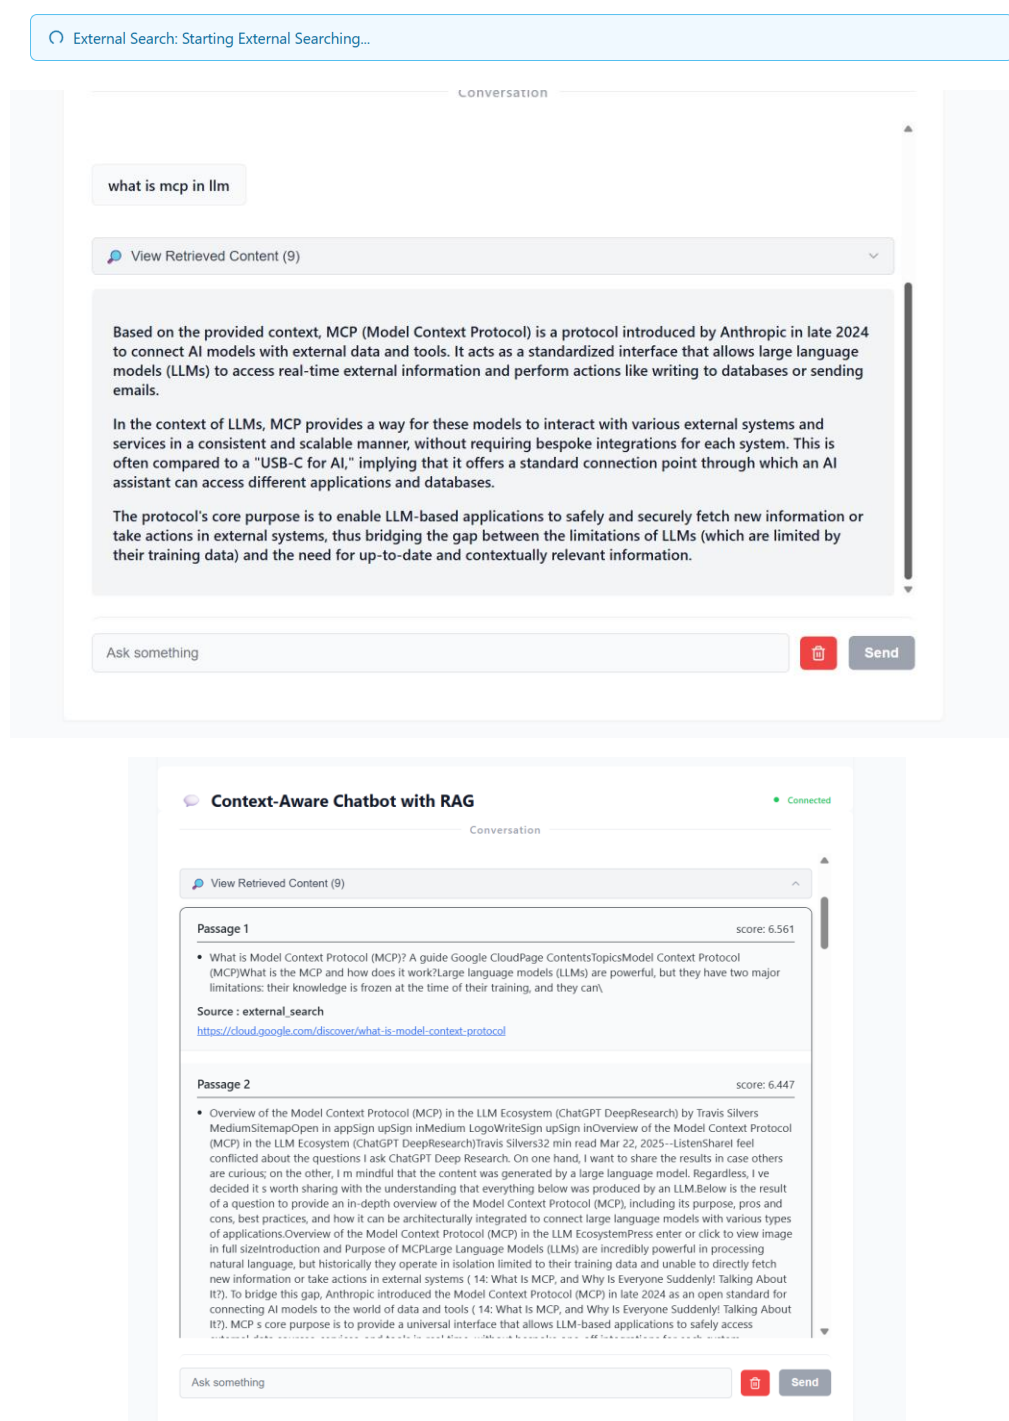 External Search: Starting External Searching...
Conversation
what is mcp in llm
View Retrieved Content (9)
Based on the provided context, MCP (Model Context Protocol) is a protocol introduced by Anthropic in late 2024
to connect AI models with external data and tools. It acts as a standardized interface that allows large language
models (LLMs) to access real-time external information and perform actions like writing to databases or sending
emails.
In the context of LLMs, MCP provides a way for these models to interact with various external systems and
services in a consistent and scalable manner, without requiring bespoke integrations for each system. This is
often compared to a "USB-C for AI," implying that it offers a standard connection point through which an AI
assistant can access different applications and databases.
The protocol's core purpose is to enable LLM-based applications to safely and securely fetch new information or
take actions in external systems, thus bridging the gap between the limitations of LLMs (which are limited by
their training data) and the need for up-to-date and contextually relevant information.
Ask something
Send
Context-Aware Chatbot with RAG
Connected
Conversation
View Retrieved Content (9)
Passage 1
score: 6.561
What is Model Context Protocol (MCP)? A guide Google CloudPage ContentsTopicsModel Context Protocol
(MCP)What is the MCP and how does it work?Large language models (LLMs) are powerful, but they have two major
limitations: their knowledge is frozen at the time of their training, and they can\
Source : external_search
https://cloud.google.com/discover/what-is-model-context-protocol
Passage 2
score: 6.447
Overview of the Model Context Protocol (MCP) in the LLM Ecosystem (ChatGPT DeepResearch) by Travis Silvers
MediumSitemapOpen in appSign upSign inMedium LogoWriteSign upSign inOverview of the Model Context Protocol
(MCP) in the LLM Ecosystem (ChatGPT DeepResearch)Travis Silvers32 min read Mar 22, 2025--ListenShareI feel
conflicted about the questions I ask ChatGPT Deep Research. On one hand, I want to share the results in case others
are curious; on the other, I m mindful that the content was generated by a large language model. Regardless, I ve
decided it s worth sharing with the understanding that everything below was produced by an LLM.Below is the result
of a question to provide an in-depth overview of the Model Context Protocol (MCP), including its purpose, pros and
cons, best practices, and how it can be architecturally integrated to connect large language models with various types
of applications.Overview of the Model Context Protocol (MCP) in the LLM EcosystemPress enter or click to view image
in full sizeIntroduction and Purpose of MCPLarge Language Models (LLMs) are incredibly powerful in processing
natural language, but historically they operate in isolation limited to their training data and unable to directly fetch
new information or take actions in external systems ( 14: What Is MCP, and Why Is Everyone Suddenly! Talking About
It?). To bridge this gap, Anthropic introduced the Model Context Protocol (MCP) in late 2024 as an open standard for
connecting AI models to the world of data and tools ( 14: What Is MCP, and Why Is Everyone Suddenly! Talking About
It?). MCP s core purpose is to provide a universal interface that allows LLM-based applications to safely access
Ask something
Send